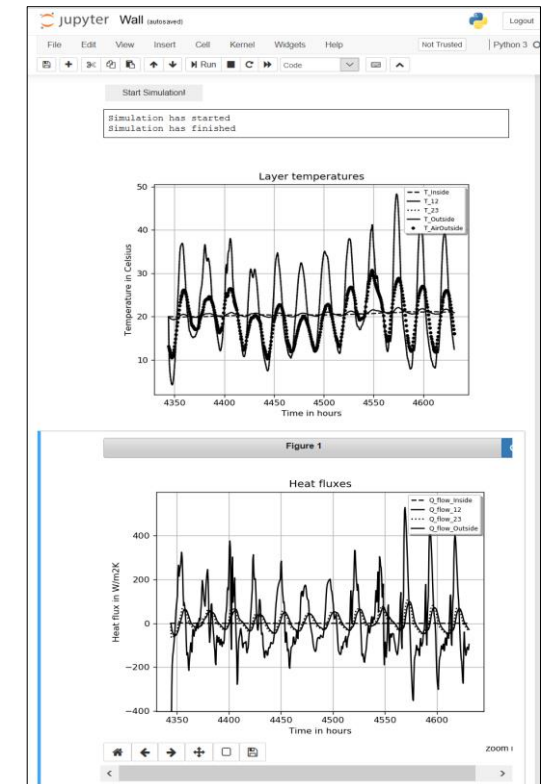 jupyter Wall (autosaved) Logout
File Edit View Insert Cell Kernel Widgets Help Not Trusted Python 3 O
Run Code
Start Simulation!
Simulation has started
Simulation has finished
Layer temperatures
50
40
30
20
10
Temperature in Celsius
T_Inside
T_12
T_23
T_Outside
T_AirOutside
4350 4400 4450 4500 4550 4600
Time in hours
Figure 1
Heat fluxes
400
200
0
−200
−400
Heat flux in W/m2K
Q_flow_Inside
Q_flow_12
Q_flow_23
Q_flow_Outside
4350 4400 4450 4500 4550 4600
Time in hours
zoom